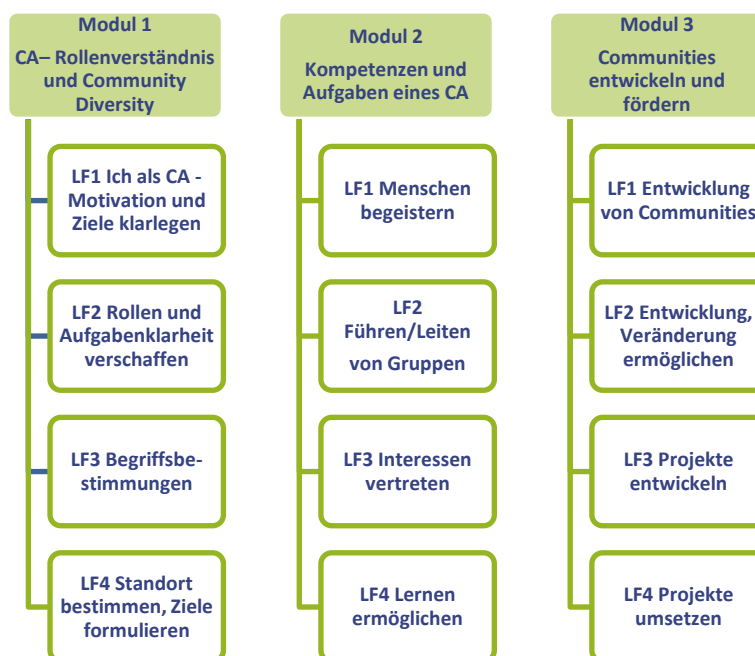 Modul 1
CA– Rollenverständnis
und Community
Diversity
LF1 Ich als CA -
Motivation und
Ziele klarlegen
LF2 Rollen und
Aufgabenklarheit
verschaffen
LF3 Begriffsbe-
stimmungen
LF4 Standort
bestimmen, Ziele
formulieren
Modul 2
Kompetenzen und
Aufgaben eines CA
LF1 Menschen
begeistern
LF2
Führen/Leiten
von Gruppen
LF3 Interessen
vertreten
LF4 Lernen
ermöglichen
Modul 3
Communities
entwickeln und
fördern
LF1 Entwicklung
von Communities
LF2 Entwicklung,
Veränderung
ermöglichen
LF3 Projekte
entwickeln
LF4 Projekte
umsetzen